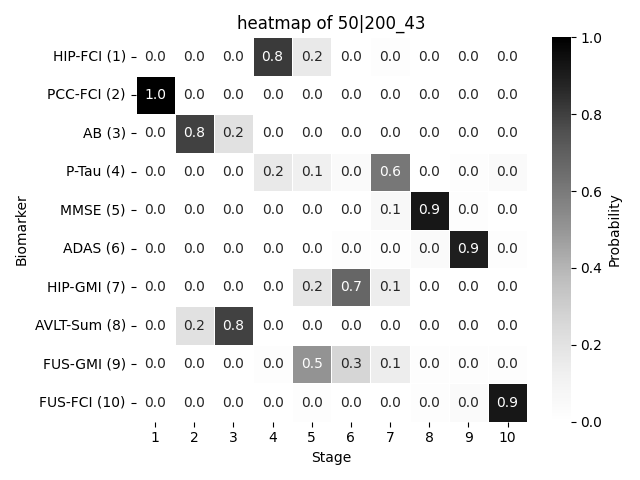 heatmap of 50|200_43
HIP-FCI (1) 0.0 0.0 0.0 0.8 0.2 0.0 0.0 0.0 0.0 0.0
PCC-FCI (2) 1.0 0.0 0.0 0.0 0.0 0.0 0.0 0.0 0.0 0.0
AB (3) 0.0 0.8 0.2 0.0 0.0 0.0 0.0 0.0 0.0 0.0
P-Tau (4) 0.0 0.0 0.0 0.2 0.1 0.0 0.6 0.0 0.0 0.0
MMSE (5) 0.0 0.0 0.0 0.0 0.0 0.0 0.1 0.9 0.0 0.0
ADAS (6) 0.0 0.0 0.0 0.0 0.0 0.0 0.0 0.0 0.9 0.0
HIP-GMI (7) 0.0 0.0 0.0 0.0 0.2 0.7 0.1 0.0 0.0 0.0
AVLT-Sum (8) 0.0 0.2 0.8 0.0 0.0 0.0 0.0 0.0 0.0 0.0
FUS-GMI (9) 0.0 0.0 0.0 0.0 0.5 0.3 0.1 0.0 0.0 0.0
FUS-FCI (10) 0.0 0.0 0.0 0.0 0.0 0.0 0.0 0.0 0.0 0.9
1 2 3 4 5 6 7 8 9 10
Stage
Biomarker
1.0
0.8
0.6
0.4
0.2
0.0
Probability